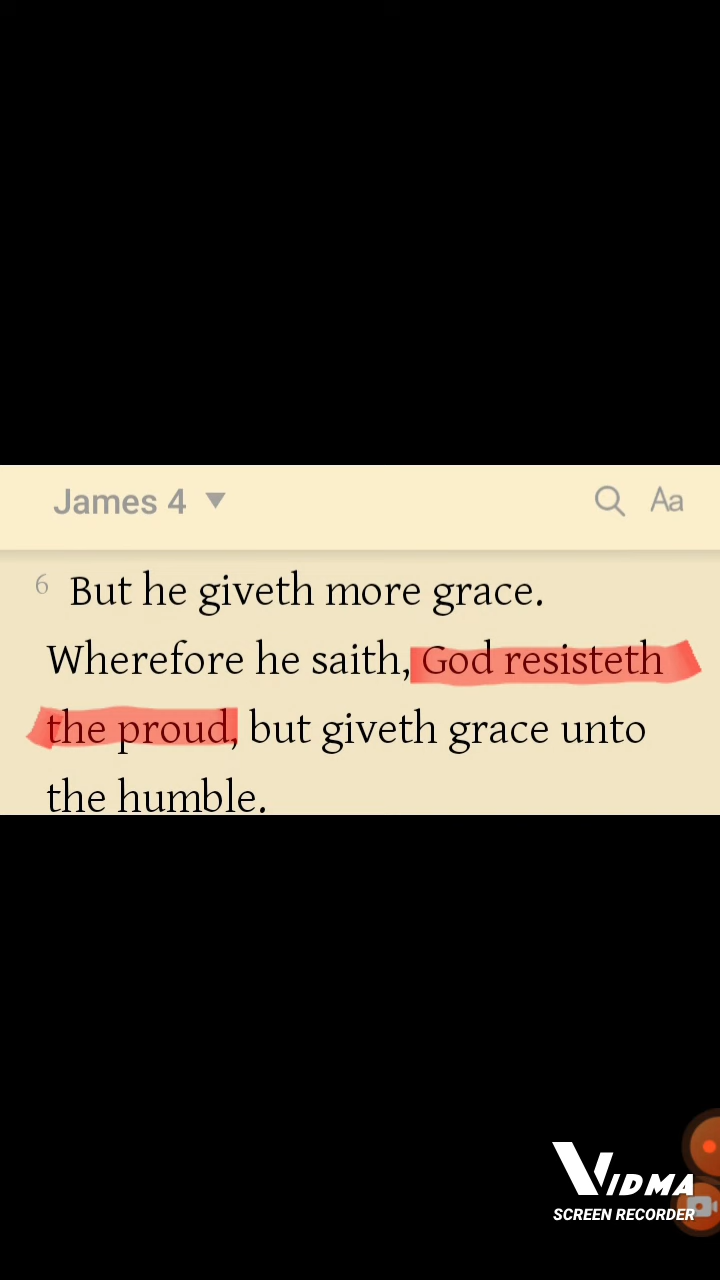 James 4 ▼ Aa
6 But he giveth more grace.
Wherefore he saith, God resisteth
the proud, but giveth grace unto
the humble.
VIDMA
SCREEN RECORDER